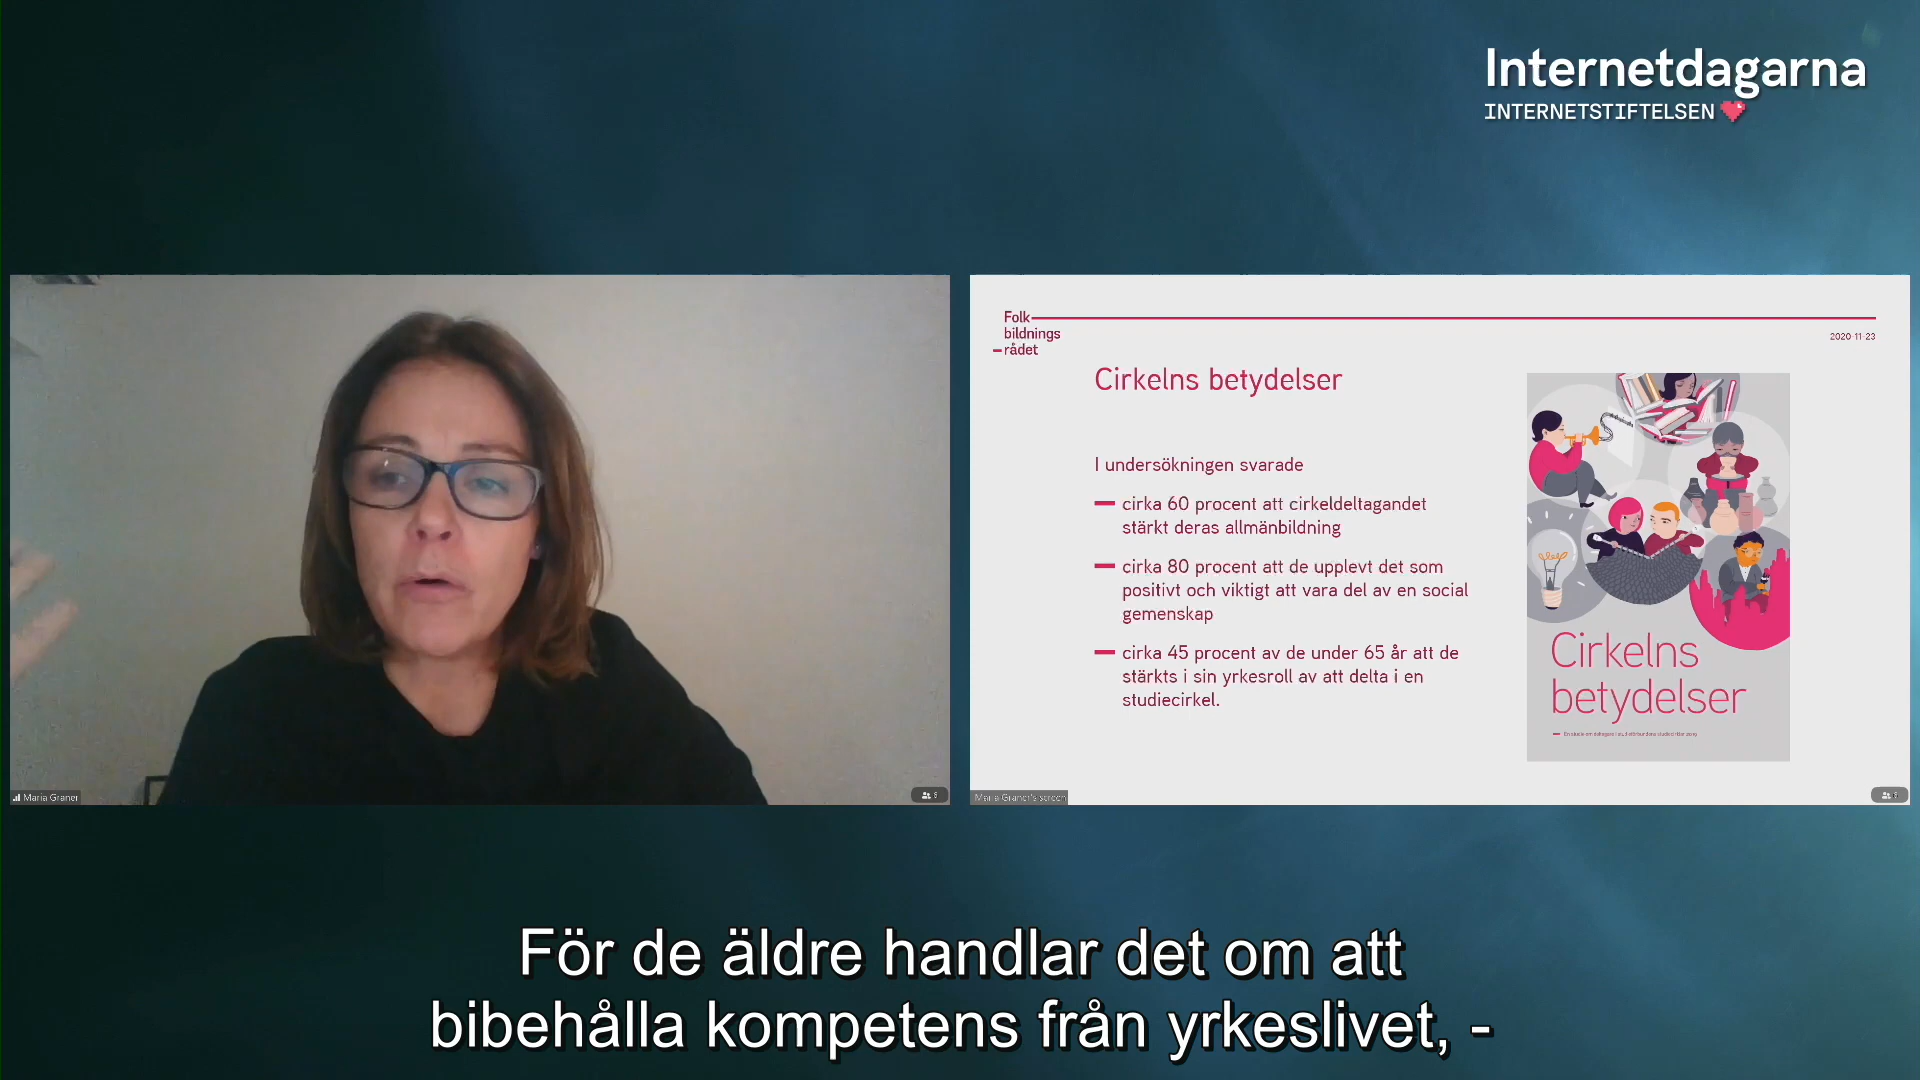 Internetdagarna
INTERNETSTIFTELSEN
Folk
bildnings
rådet
2020-11-23
Cirkelns betydelser
I undersökningen svarade
cirka 60 procent att cirkeldeltagandet
stärkt deras allmänbildning
cirka 80 procent att de upplevt det som
positivt och viktigt att vara del av en social
gemenskap
cirka 45 procent av de under 65 år att de
stärkts i sin yrkesroll av att delta i en
studiecirkel.
Cirkelns
betydelser
Maria Graner
Maria Graner's screen
För de äldre handlar det om att
bibehålla kompetens från yrkeslivet, -